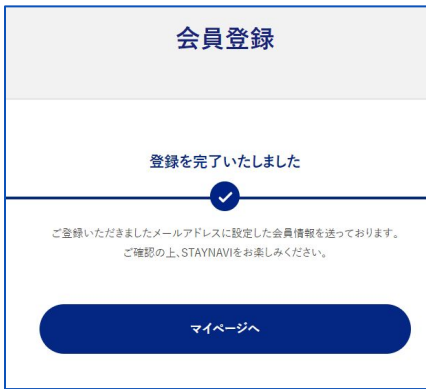 会員登録
登録を完了いたしました
ご登録いただきましたメールアドレスに設定した会員情報を送っております。
ご確認の上、STAYNAVIをお楽しみください。
マイページへ